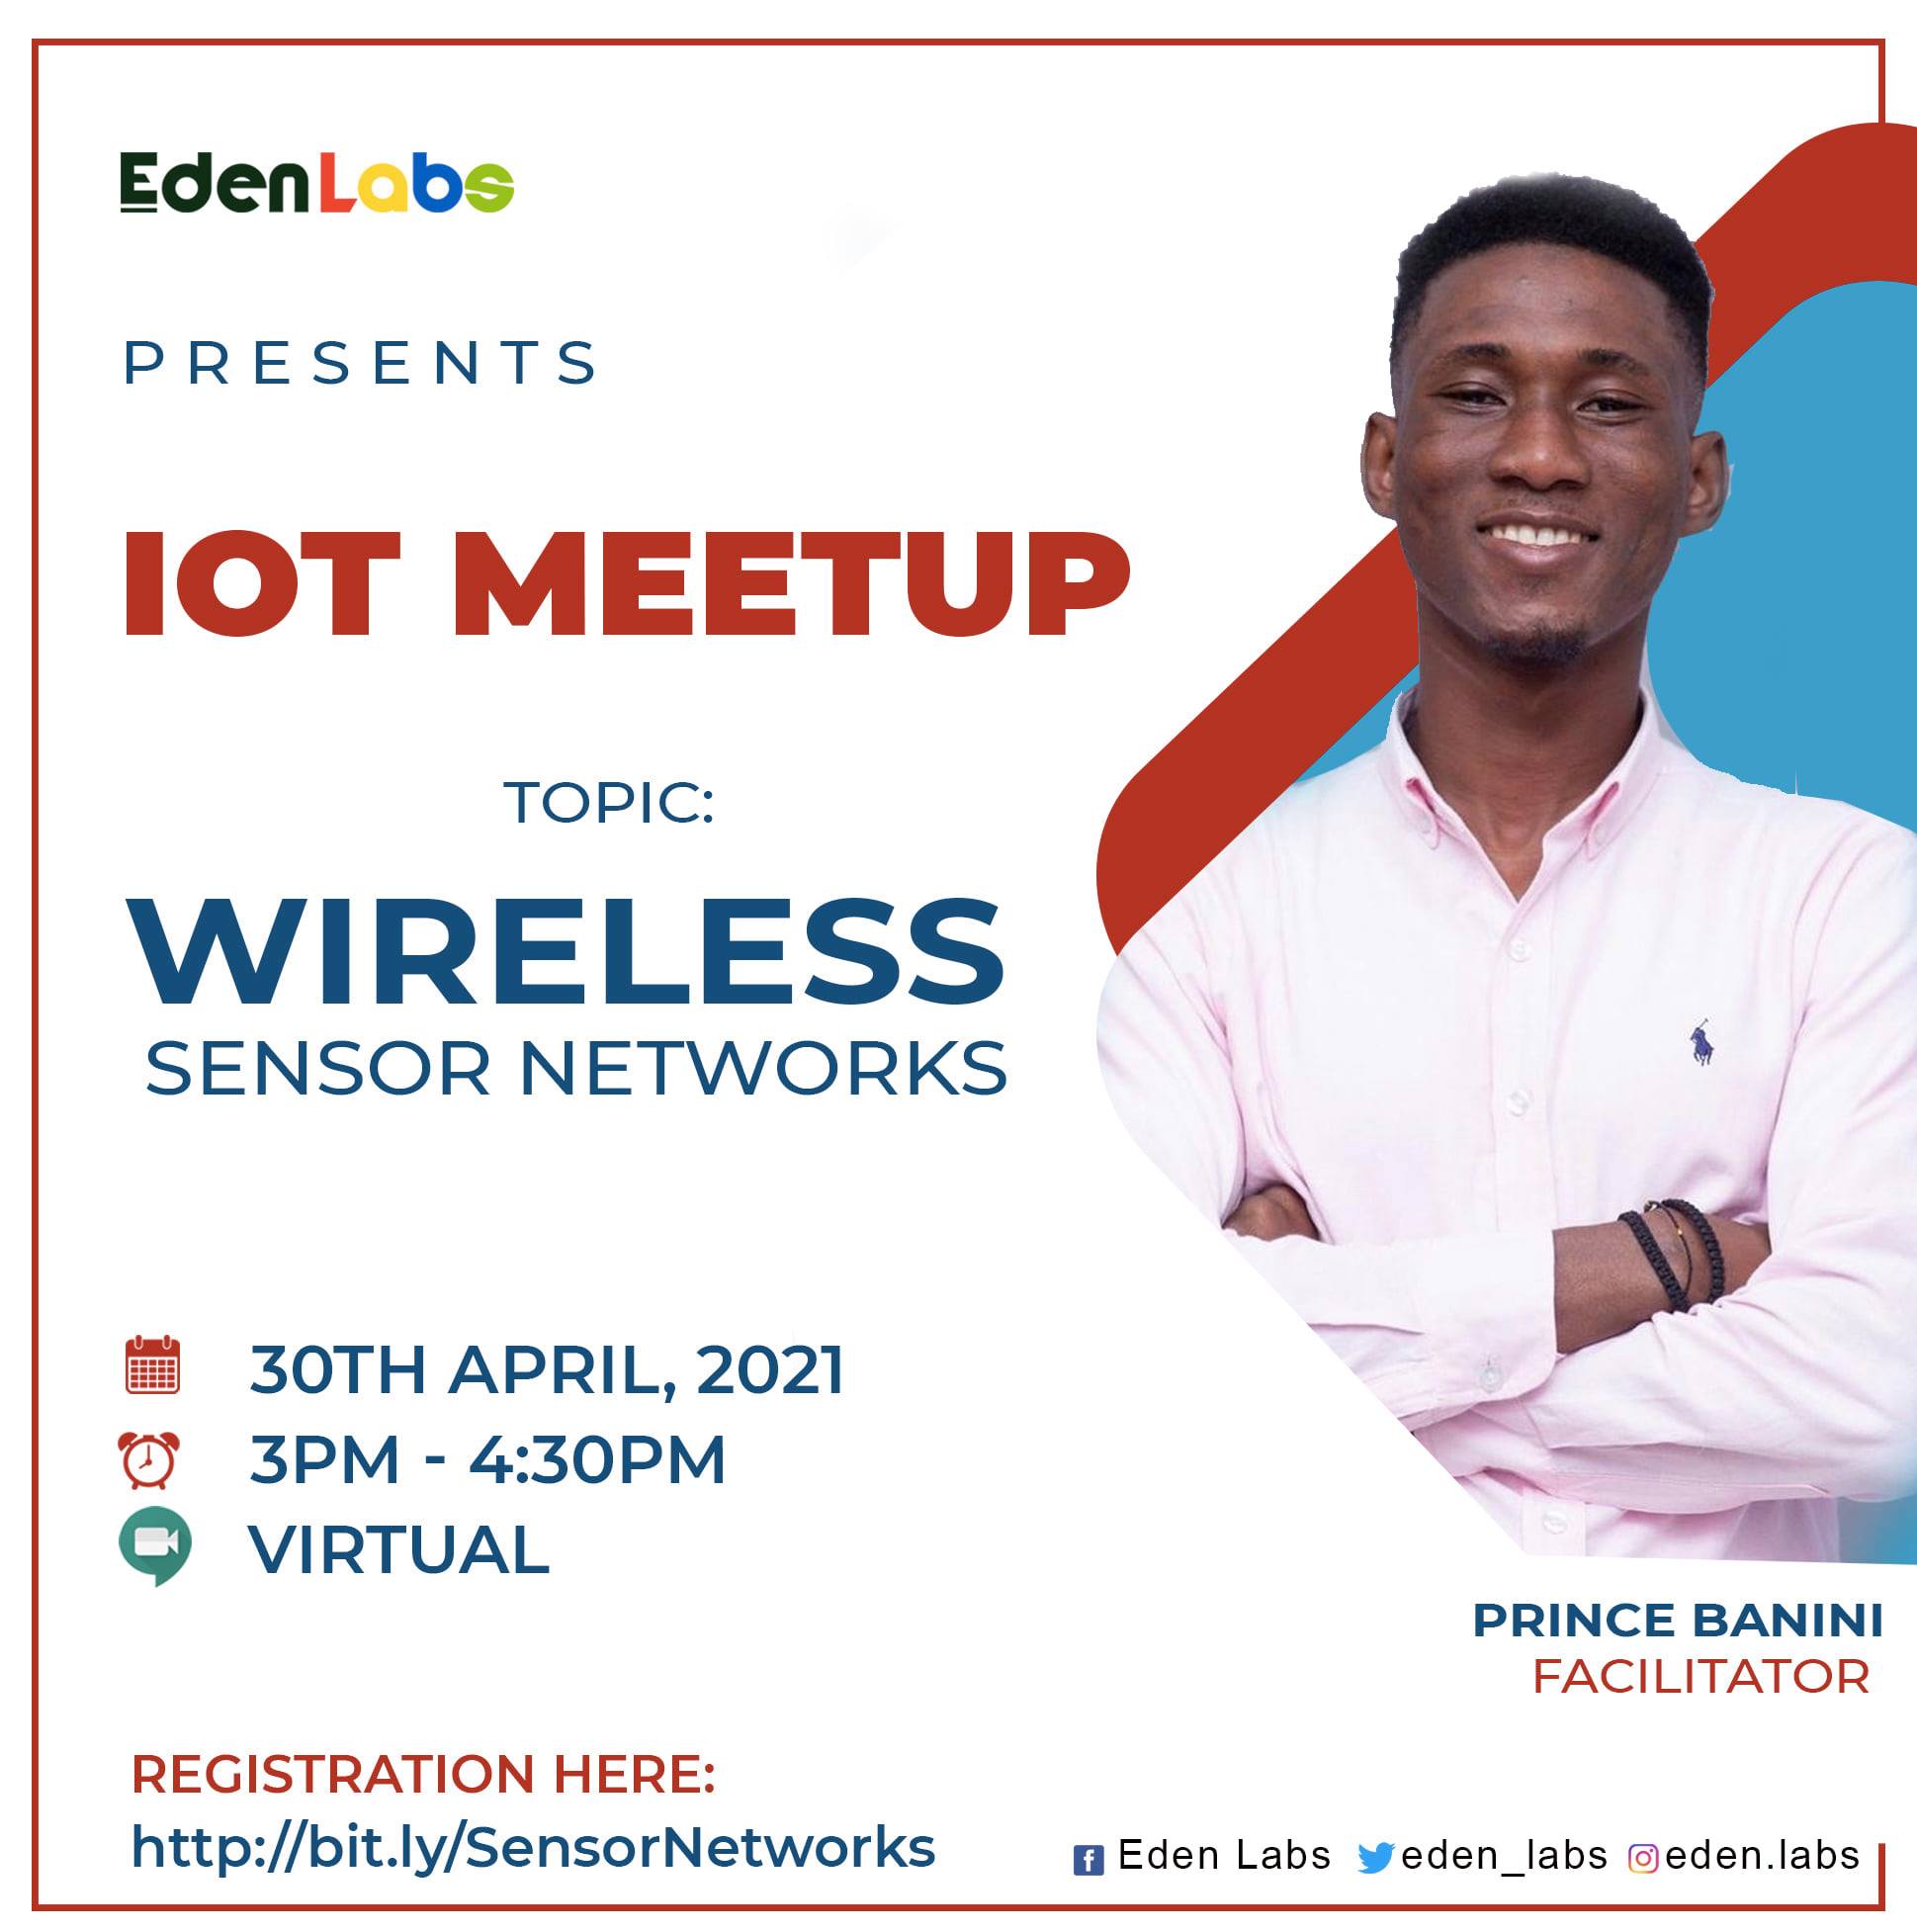 EdenLabs
PRESENTS
IOT MEETUP
TOPIC:
WIRELESS
SENSOR NETWORKS
30TH APRIL, 2021
3PM - 4:30PM
VIRTUAL
PRINCE BANINI
FACILITATOR
REGISTRATION HERE:
http://bit.ly/SensorNetworks
Eden Labs eden_labs eden.labs